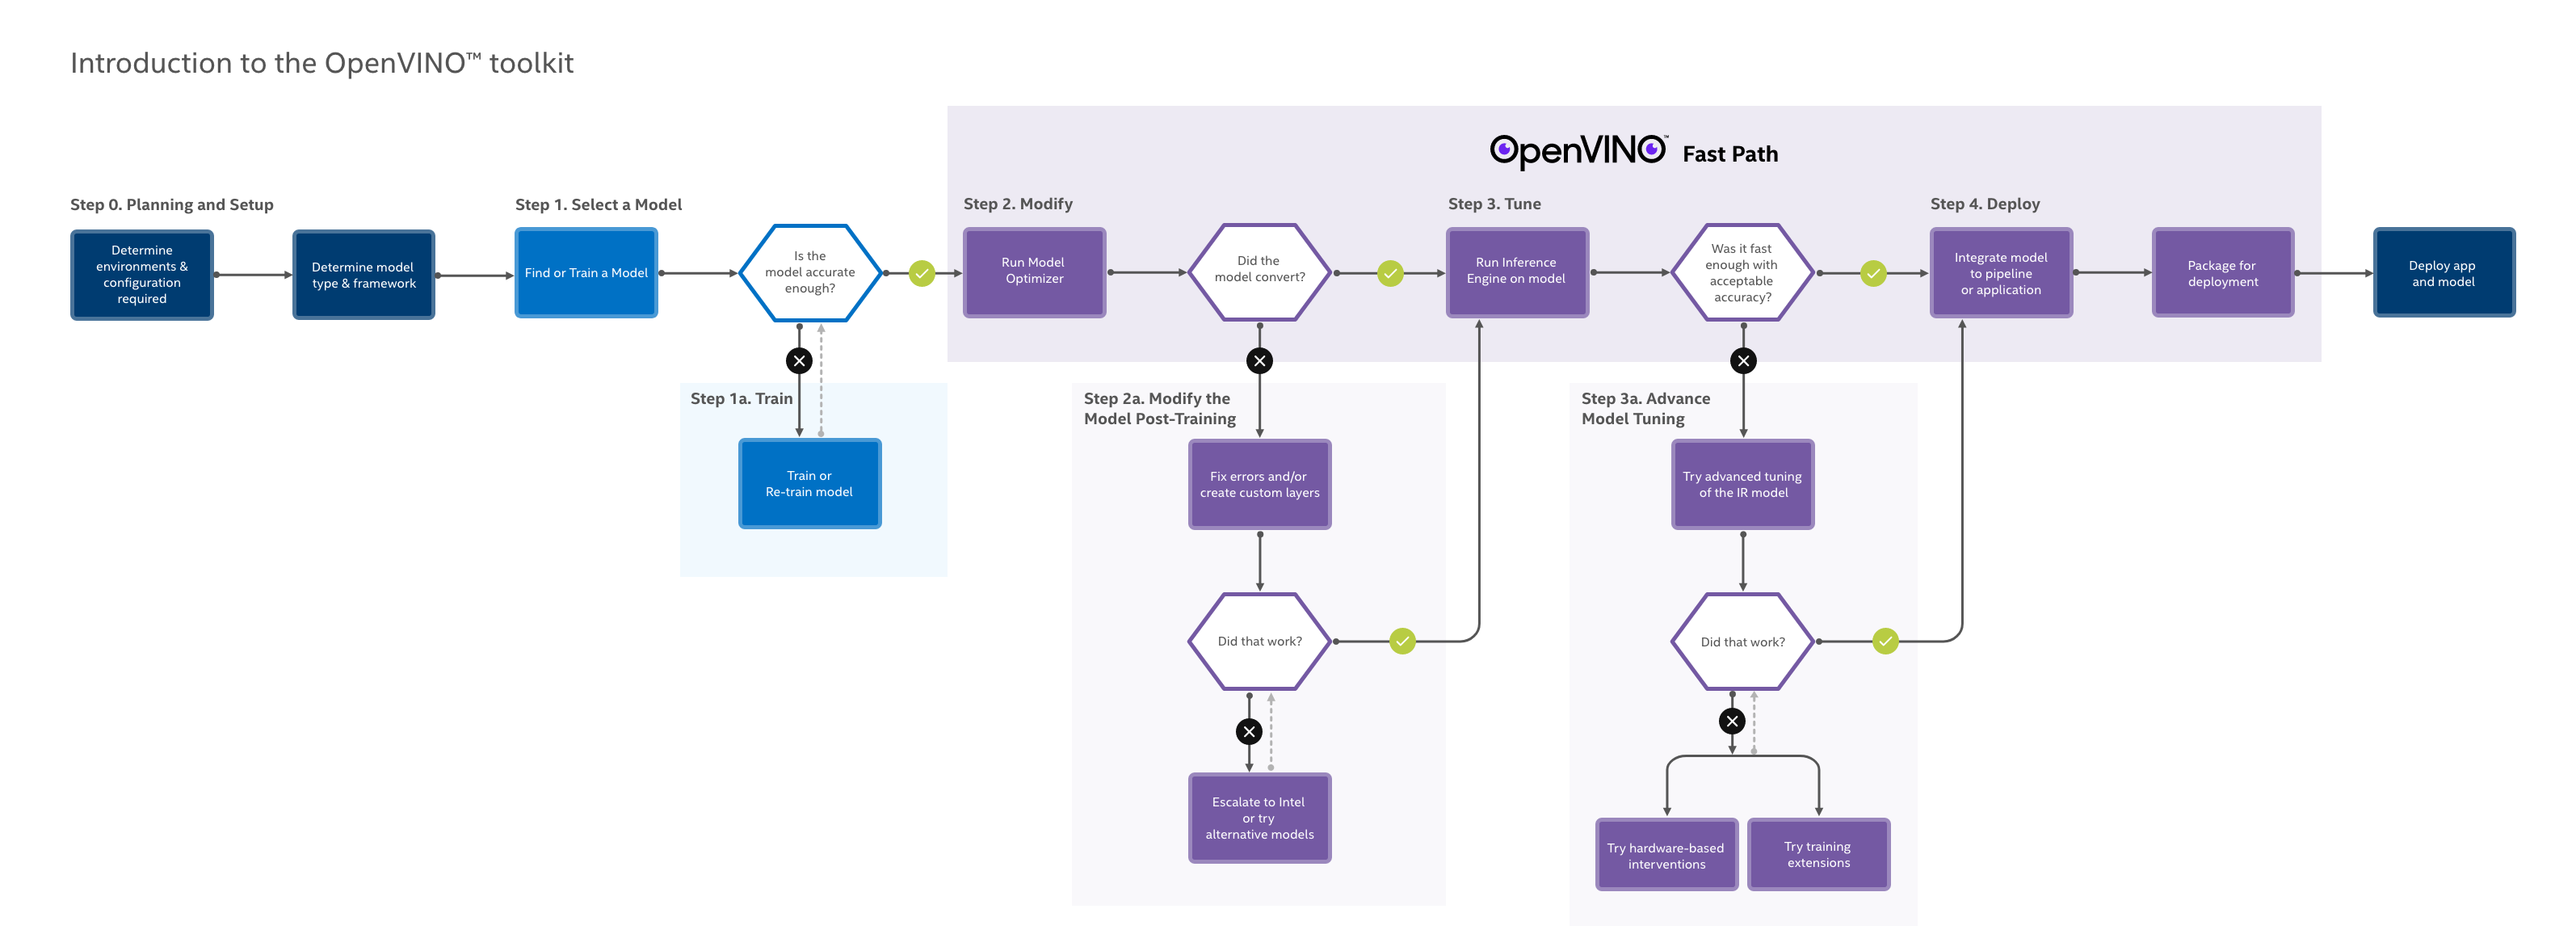 Introduction to the OpenVINO™ toolkit
OpenVINO™ Fast Path
Step 0. Planning and Setup
Determine
environments &
configuration
required
Determine model
type & framework
Step 1. Select a Model
Find or Train a Model
Is the
model accurate
enough?
Step 1a. Train
Train or
Re-train model
Step 2. Modify
Run Model
Optimizer
Did the
model convert?
Step 2a. Modify the
Model Post-Training
Fix errors and/or
create custom layers
Did that work?
Escalate to Intel
or try
alternative models
Step 3. Tune
Run Inference
Engine on model
Was it fast
enough with
acceptable
accuracy?
Step 3a. Advance
Model Tuning
Try advanced tuning
of the IR model
Did that work?
Try hardware-based
interventions
Try training
extensions
Step 4. Deploy
Integrate model
to pipeline
or application
Package for
deployment
Deploy app
and model